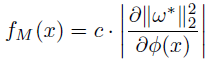 f_M(x) = c · | ∂‖ω*‖₂² / ∂ϕ(x) |